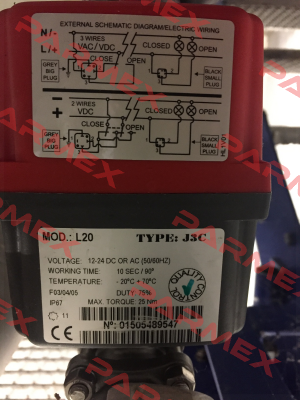 EXTERNAL SCHEMATIC DIAGRAM/ELECTRIC WIRING
N/-
L/+
3 WIRES
VAC/VDC
CLOSED
OPEN
CLOSE
GREY
BIG
PLUG
OPEN
BLACK
SMALL
PLUG
2 WIRES
VDC
CLOSED
OPEN
CLOSE
OPEN
GREY
BIG
PLUG
BLACK
SMALL
PLUG
MOD.: L20 TYPE: J3C
VOLTAGE: 12-24 DC OR AC (50/60HZ)
WORKING TIME: 10 SEC / 90°
TEMPERATURE: - 20°C + 70°C
F03/04/05 DUTY: 75%
IP67 MAX. TORQUE: 25 NM
11
QUALITY CONTROL
Nº: 01505489547
PARMEX